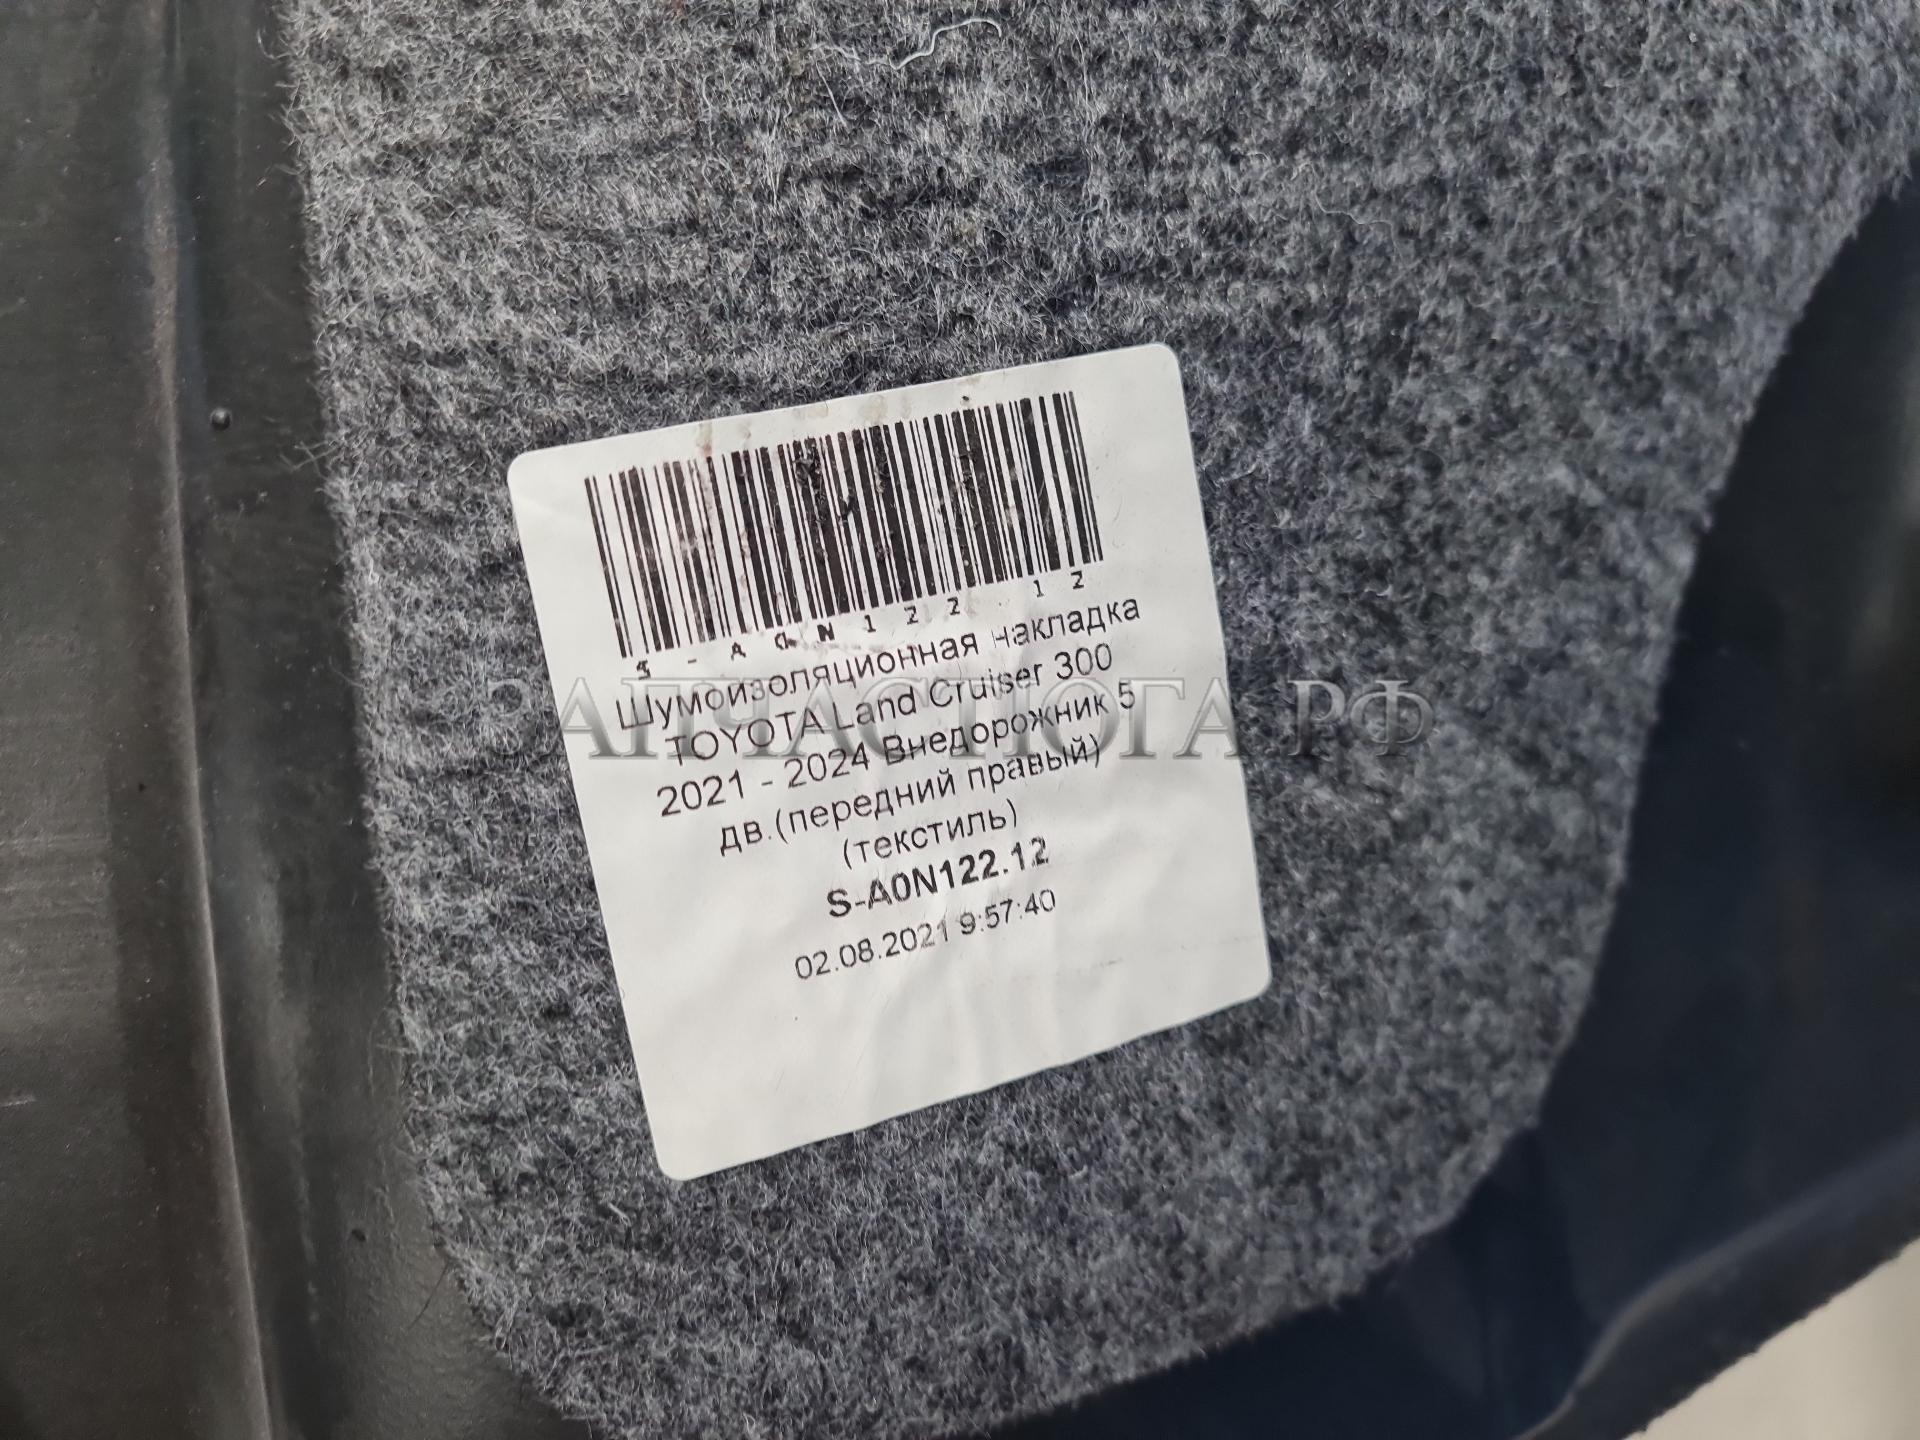 S-A0N122.12
Шумоизоляционная накладка
TOYOTA Land Cruiser 300
2021 - 2024 Внедорожник 5
дв.(передний правый)
(текстиль)
S-A0N122.12
02.08.2021 9:57:40
ЗАПЧАСТЮГА.РФ